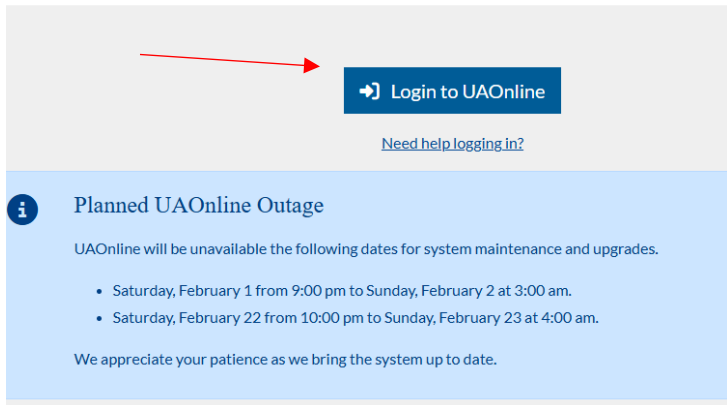 Login to UAOnline
Need help logging in?
Planned UAOnline Outage
UAOnline will be unavailable the following dates for system maintenance and upgrades.
• Saturday, February 1 from 9:00 pm to Sunday, February 2 at 3:00 am.
• Saturday, February 22 from 10:00 pm to Sunday, February 23 at 4:00 am.
We appreciate your patience as we bring the system up to date.